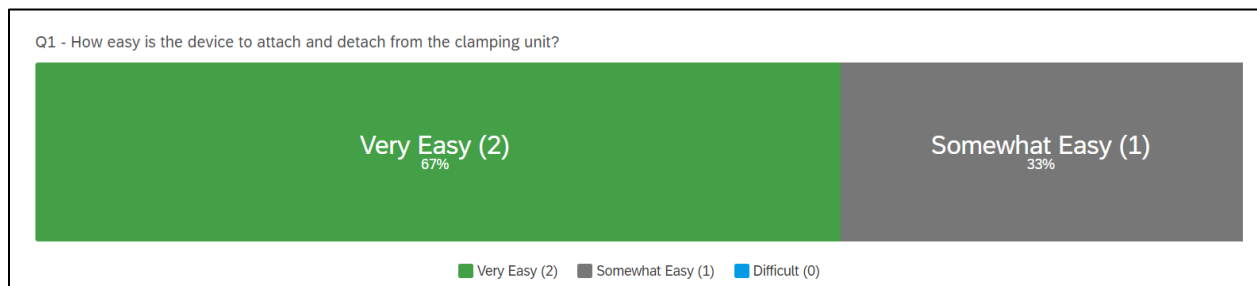 Q1 - How easy is the device to attach and detach from the clamping unit?
Very Easy (2)
67%
Somewhat Easy (1)
33%
Very Easy (2) Somewhat Easy (1) Difficult (0)